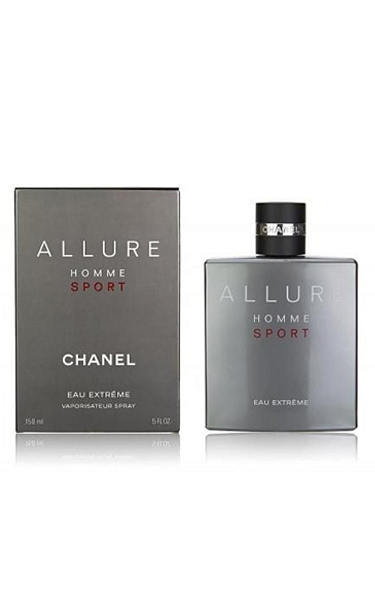 ALLURE
HOMME
SPORT
CHANEL
EAU EXTRÊME
VAPORISATEUR SPRAY
150 ml 5 FL.OZ.
CHANEL
ALLURE
HOMME
SPORT
EAU EXTRÊME